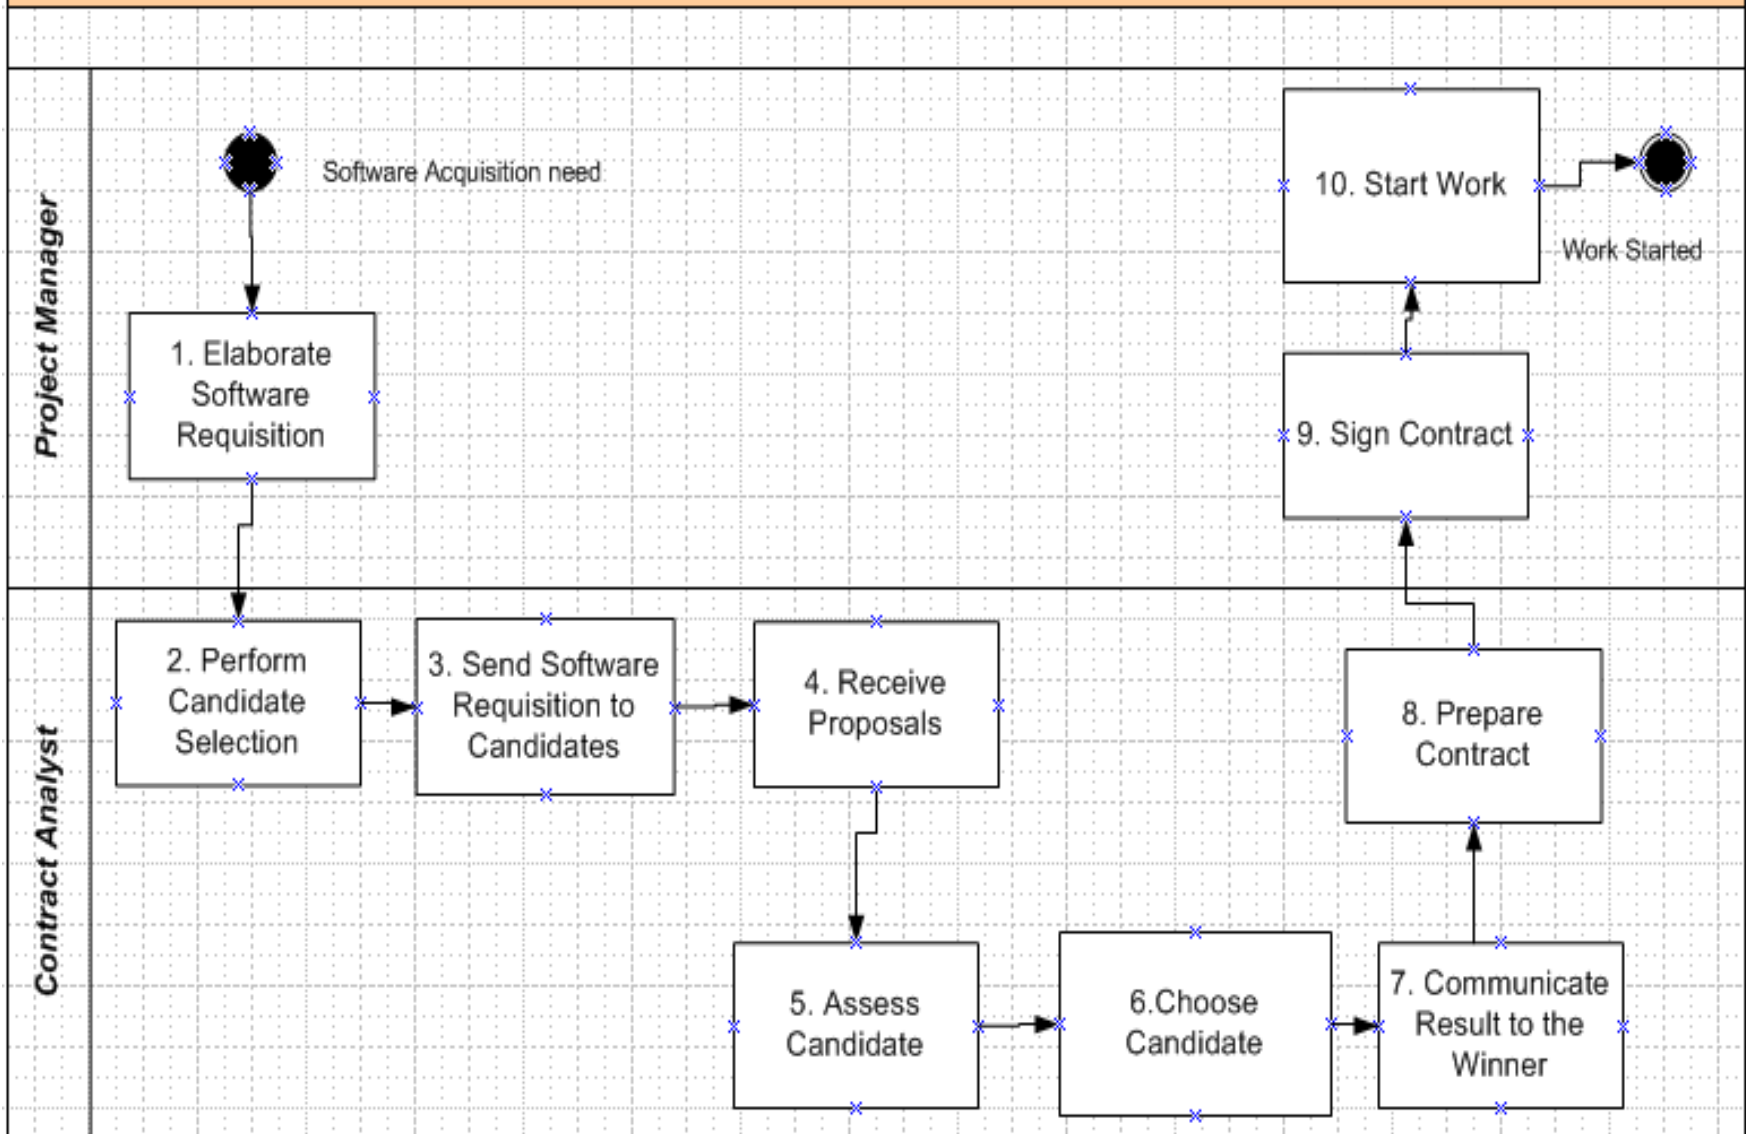 Project Manager
Software Acquisition need
1. Elaborate
Software
Requisition
10. Start Work
Work Started
9. Sign Contract
Contract Analyst
2. Perform
Candidate
Selection
3. Send Software
Requisition to
Candidates
4. Receive
Proposals
8. Prepare
Contract
5. Assess
Candidate
6.Choose
Candidate
7. Communicate
Result to the
Winner